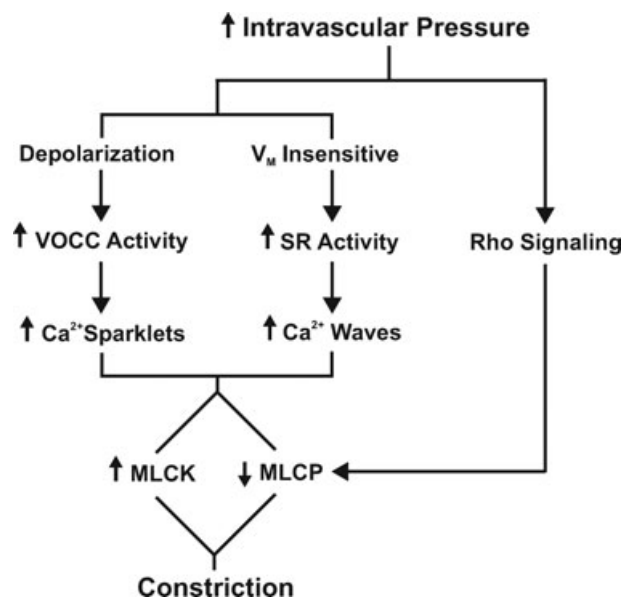 ↑ Intravascular Pressure
Depolarization
V_M Insensitive
↑ VOCC Activity
↑ SR Activity
Rho Signaling
↑ Ca²⁺Sparklets
↑ Ca²⁺ Waves
↑ MLCK
↓ MLCP
Constriction